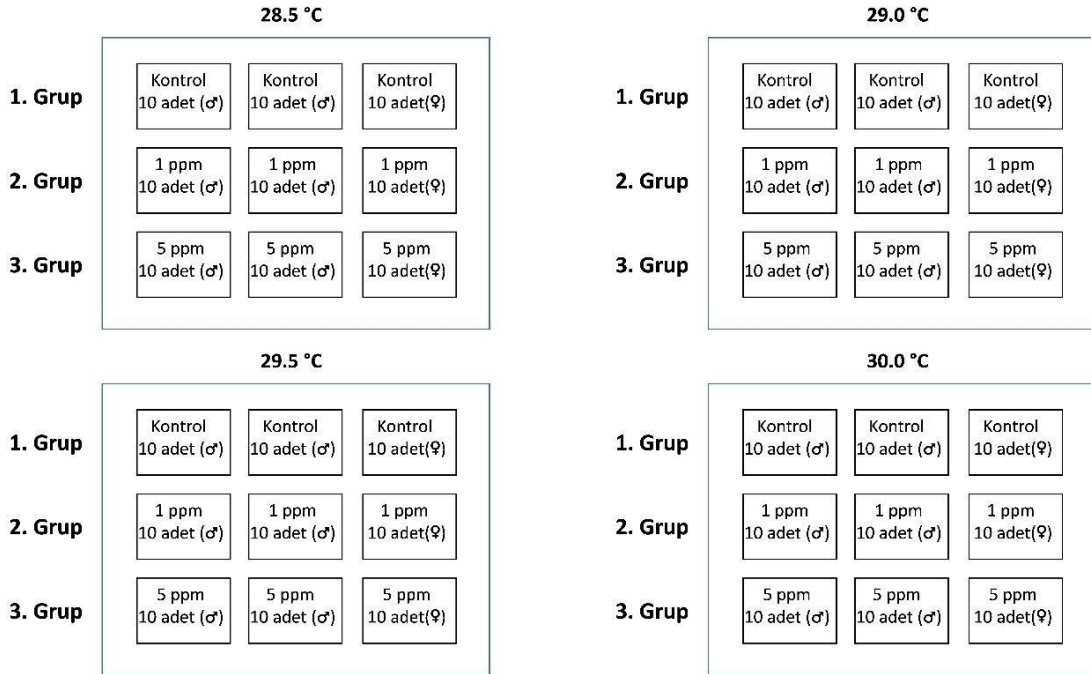 28.5 °C
1. Grup
Kontrol Kontrol Kontrol
10 adet (♂) 10 adet (♂) 10 adet(♀)
2. Grup
1 ppm 1 ppm 1 ppm
10 adet (♂) 10 adet (♂) 10 adet(♀)
3. Grup
5 ppm 5 ppm 5 ppm
10 adet (♂) 10 adet (♂) 10 adet(♀)
29.0 °C
1. Grup
Kontrol Kontrol Kontrol
10 adet (♂) 10 adet (♂) 10 adet(♀)
2. Grup
1 ppm 1 ppm 1 ppm
10 adet (♂) 10 adet (♂) 10 adet(♀)
3. Grup
5 ppm 5 ppm 5 ppm
10 adet (♂) 10 adet (♂) 10 adet(♀)
29.5 °C
1. Grup
Kontrol Kontrol Kontrol
10 adet (♂) 10 adet (♂) 10 adet(♀)
2. Grup
1 ppm 1 ppm 1 ppm
10 adet (♂) 10 adet (♂) 10 adet(♀)
3. Grup
5 ppm 5 ppm 5 ppm
10 adet (♂) 10 adet (♂) 10 adet(♀)
30.0 °C
1. Grup
Kontrol Kontrol Kontrol
10 adet (♂) 10 adet (♂) 10 adet(♀)
2. Grup
1 ppm 1 ppm 1 ppm
10 adet (♂) 10 adet (♂) 10 adet(♀)
3. Grup
5 ppm 5 ppm 5 ppm
10 adet (♂) 10 adet (♂) 10 adet(♀)